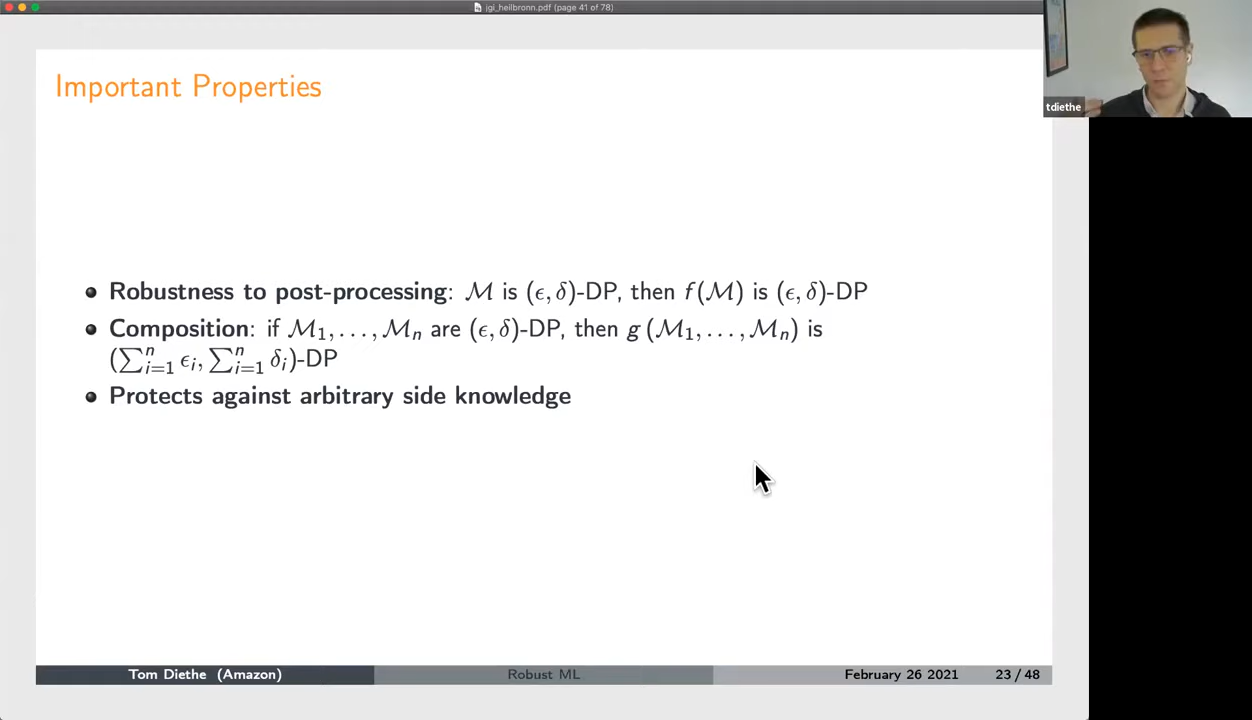 jgi_heilbronn.pdf (page 41 of 78)
tdiethe
Important Properties
Robustness to post-processing: ℳ is (ϵ, δ)-DP, then f(ℳ) is (ϵ, δ)-DP
Composition: if ℳ₁, . . . , ℳₙ are (ϵ, δ)-DP, then g (ℳ₁, . . . , ℳₙ) is
(∑ⁿᵢ₌₁ ϵᵢ, ∑ⁿᵢ₌₁ δᵢ)-DP
Protects against arbitrary side knowledge
Tom Diethe (Amazon) Robust ML February 26 2021 23 / 48